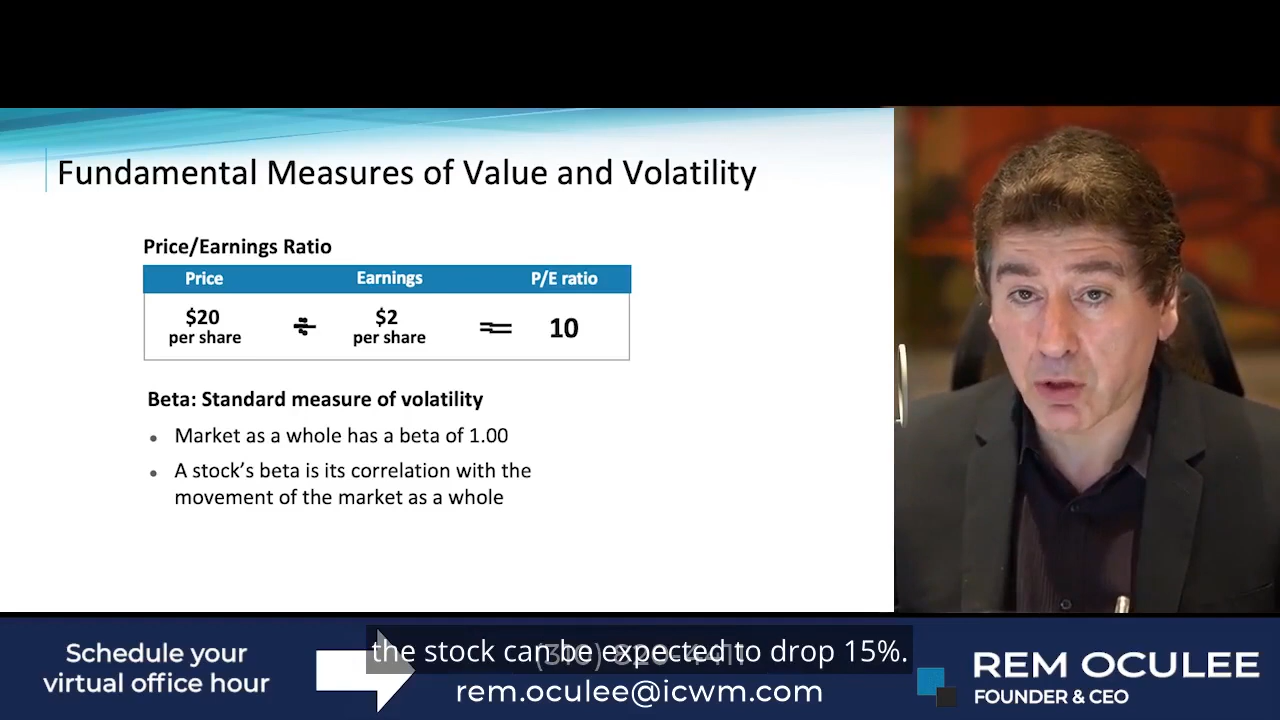 Fundamental Measures of Value and Volatility
Price/Earnings Ratio
Price Earnings P/E ratio
$20 ÷ $2 = 10
per share per share
Beta: Standard measure of volatility
• Market as a whole has a beta of 1.00
• A stock’s beta is its correlation with the
movement of the market as a whole
Schedule your
virtual office hour
the stock can be expected to drop 15%.
rem.oculee@icwm.com
REM OCULEE
FOUNDER & CEO